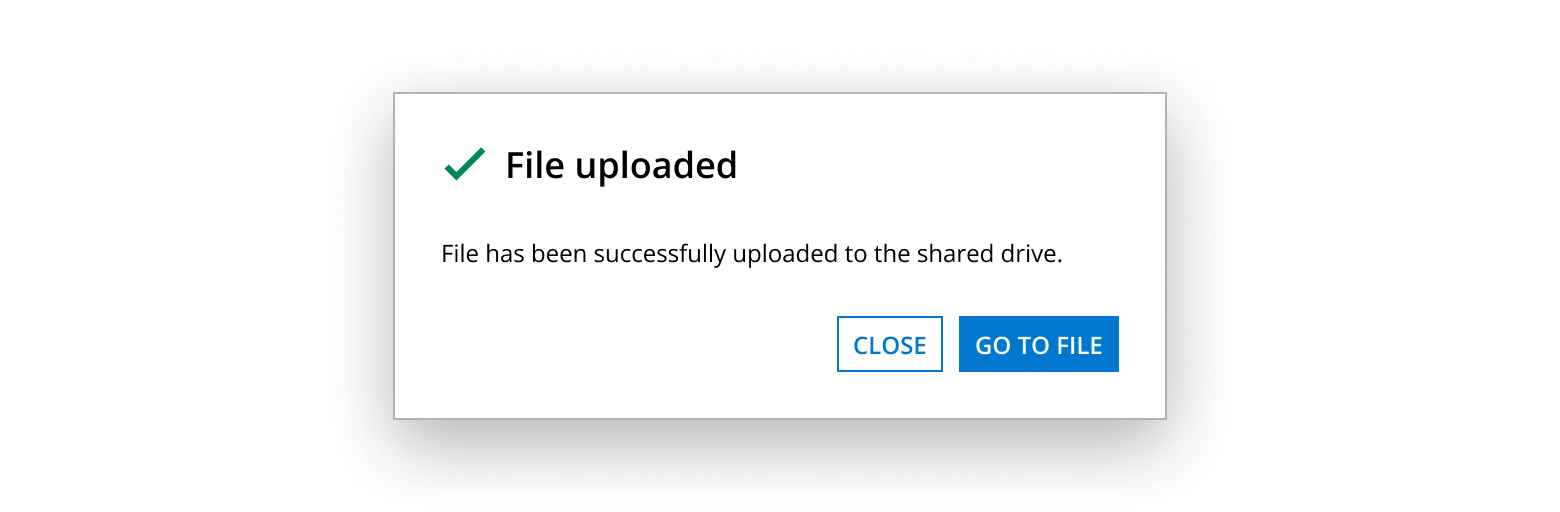 File uploaded
File has been successfully uploaded to the shared drive.
CLOSE GO TO FILE